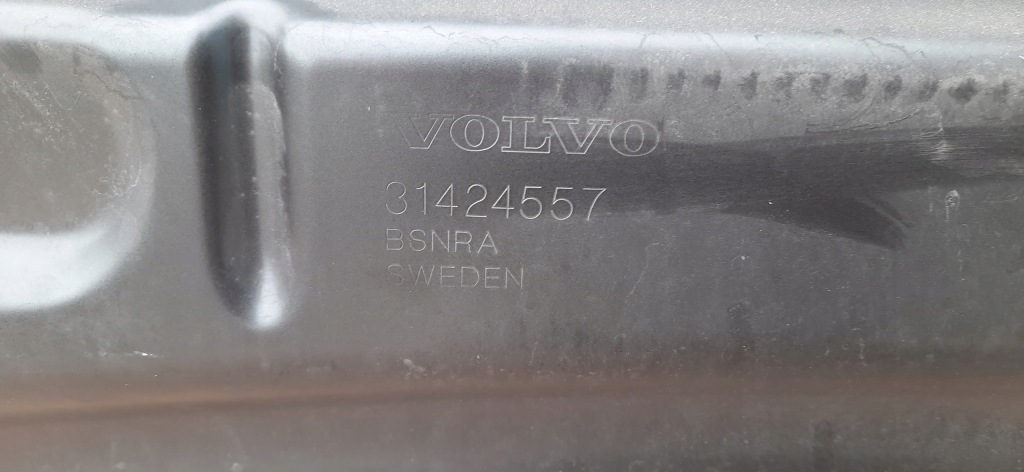 VOLVO
31424557
BSNRA
SWEDEN